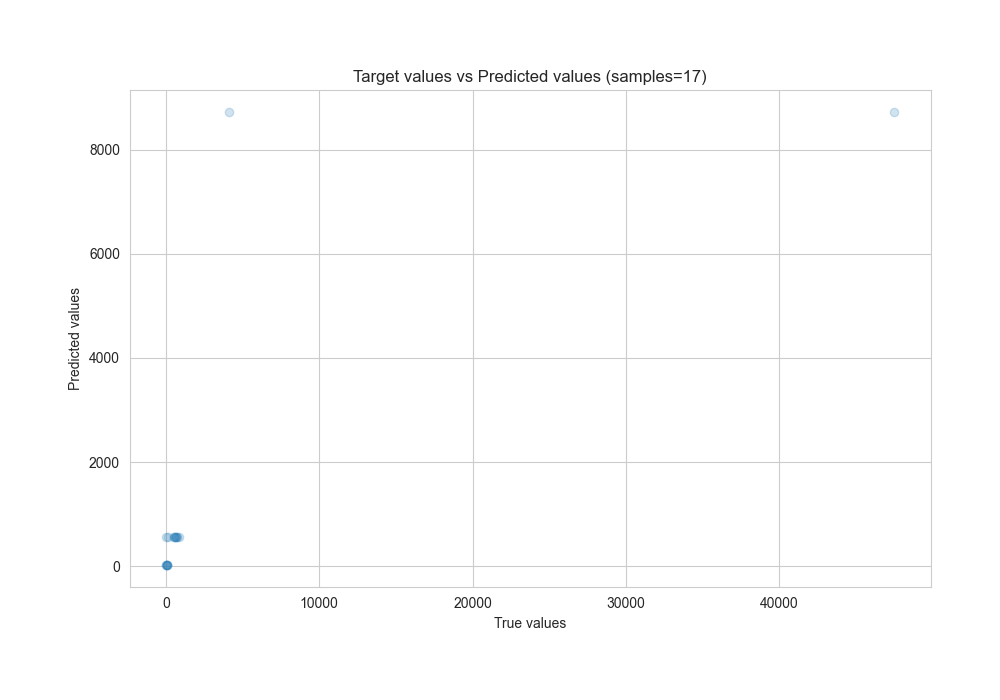 Target values vs Predicted values (samples=17)
8000
6000
4000
2000
0
Predicted values
0 10000 20000 30000 40000
True values